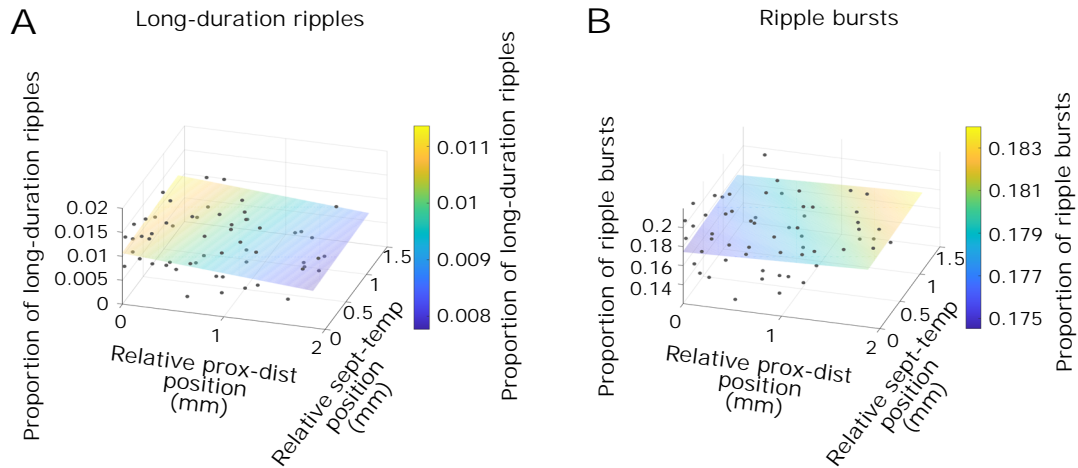 A
Long-duration ripples
Proportion of long-duration ripples
0.02
0.015
0.01
0.005
0
0
1
2
0
0.5
1
1.5
Relative prox-dist
position
(mm)
Relative sept-temp
position
(mm)
0.011
0.01
0.009
0.008
Proportion of long-duration ripples
B
Ripple bursts
Proportion of ripple bursts
0.2
0.18
0.16
0.14
0
1
2
0
0.5
1
1.5
Relative prox-dist
position
(mm)
Relative sept-temp
position
(mm)
0.183
0.181
0.179
0.177
0.175
Proportion of ripple bursts